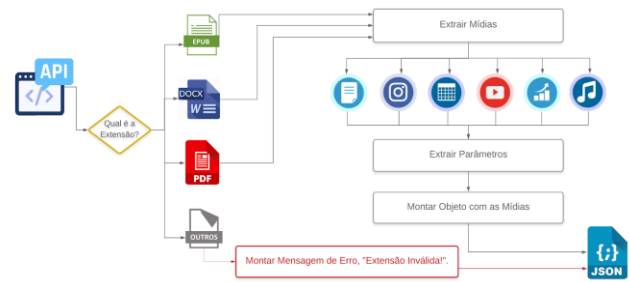 API
</>
Qual é a
Extensão?
EPUB
DOCX
W
PDF
OUTROS
Extrair Mídias
Extrair Parâmetros
Montar Objeto com as Mídias
Montar Mensagem de Erro, "Extensão Inválida!".
{;}
JSON